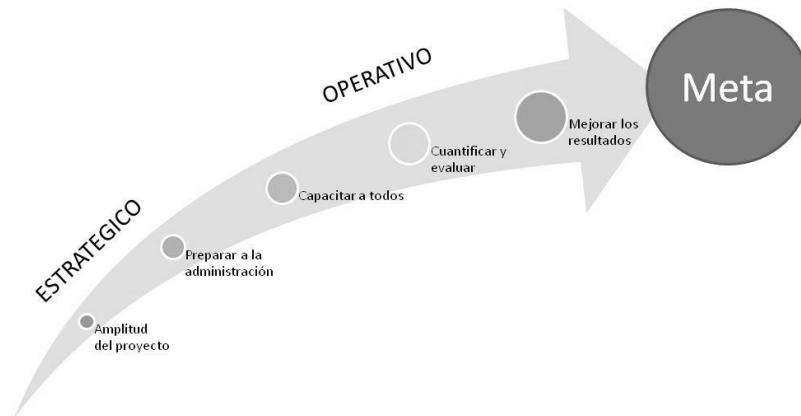 ESTRATEGICO
OPERATIVO
Meta
Amplitud
del proyecto
Preparar a la
administración
Capacitar a todos
Cuantificar y
evaluar
Mejorar los
resultados